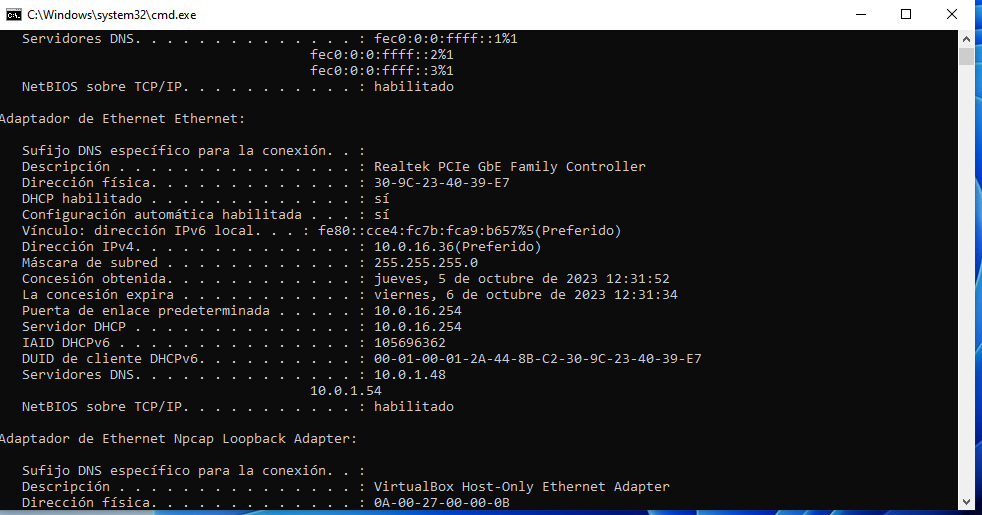 C:\Windows\system32\cmd.exe
Servidores DNS. . . . . . . . . . . . . . : fec0:0:0:ffff::1%1
fec0:0:0:ffff::2%1
fec0:0:0:ffff::3%1
NetBIOS sobre TCP/IP. . . . . . . . . . . : habilitado
Adaptador de Ethernet Ethernet:
Sufijo DNS específico para la conexión. . :
Descripción . . . . . . . . . . . . . . . : Realtek PCIe GbE Family Controller
Dirección física. . . . . . . . . . . . . : 30-9C-23-40-39-E7
DHCP habilitado . . . . . . . . . . . . . : sí
Configuración automática habilitada . . . : sí
Vínculo: dirección IPv6 local. . . : fe80::cce4:fc7b:fca9:b657%5(Preferido)
Dirección IPv4. . . . . . . . . . . . . . : 10.0.16.36(Preferido)
Máscara de subred . . . . . . . . . . . . : 255.255.255.0
Concesión obtenida. . . . . . . . . . . . : jueves, 5 de octubre de 2023 12:31:52
La concesión expira . . . . . . . . . . . : viernes, 6 de octubre de 2023 12:31:34
Puerta de enlace predeterminada . . . . . : 10.0.16.254
Servidor DHCP . . . . . . . . . . . . . . : 10.0.16.254
IAID DHCPv6 . . . . . . . . . . . . . . . : 105696362
DUID de cliente DHCPv6. . . . . . . . . . : 00-01-00-01-2A-44-8B-C2-30-9C-23-40-39-E7
Servidores DNS. . . . . . . . . . . . . . : 10.0.1.48
10.0.1.54
NetBIOS sobre TCP/IP. . . . . . . . . . . : habilitado
Adaptador de Ethernet Npcap Loopback Adapter:
Sufijo DNS específico para la conexión. . :
Descripción . . . . . . . . . . . . . . . : VirtualBox Host-Only Ethernet Adapter
Dirección física. . . . . . . . . . . . . : 0A-00-27-00-00-0B